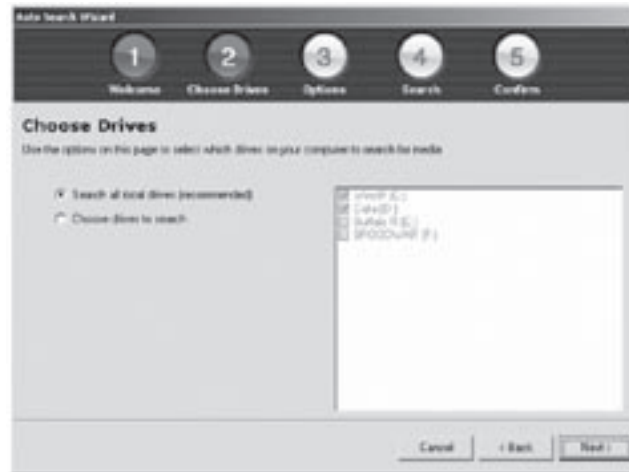 Auto Search Wizard
1 2 3 4 5
Welcome Choose Drives Options Search Confirm
Choose Drives
Use the options on this page to select which drives on your computer to search for media
Search all local drives (recommended)
Choose drives to search
(C:)
Data (D:)
(E:)
(F:)
Cancel
< Back
Next >